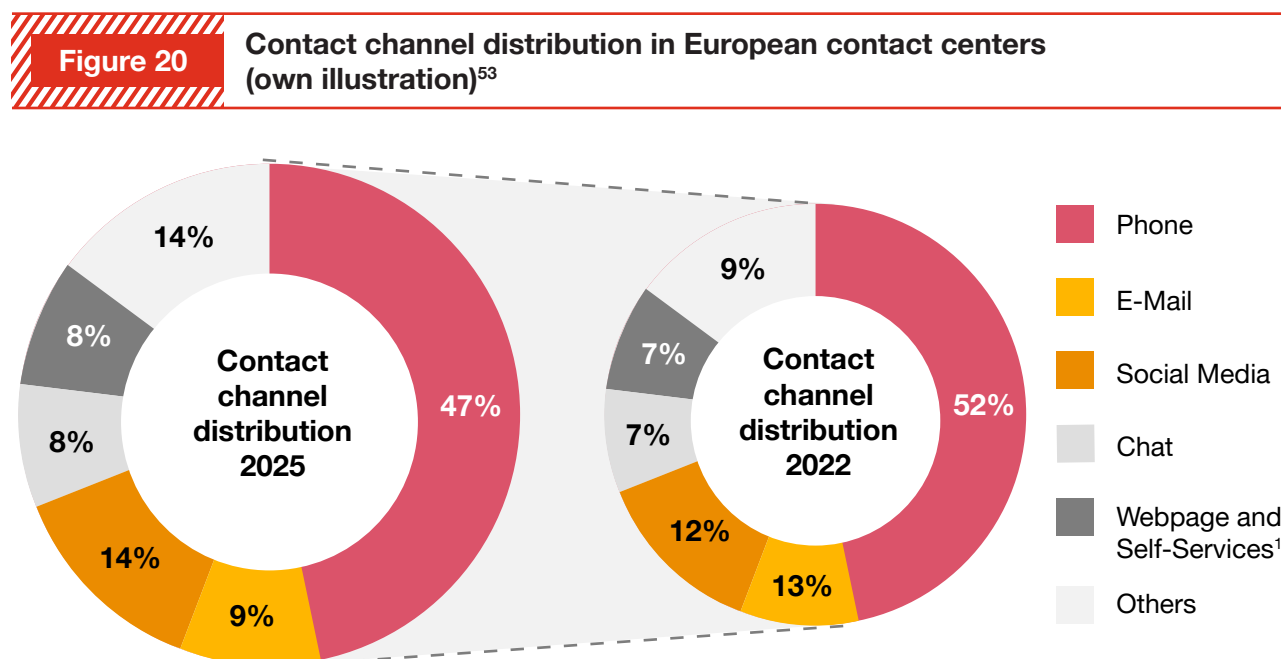 Figure 20
Contact channel distribution in European contact centers
(own illustration)53
14%
8%
8%
14%
9%
47%
Contact
channel
distribution
2025
9%
7%
7%
12%
13%
52%
Contact
channel
distribution
2022
Phone
E-Mail
Social Media
Chat
Webpage and
Self-Services1
Others